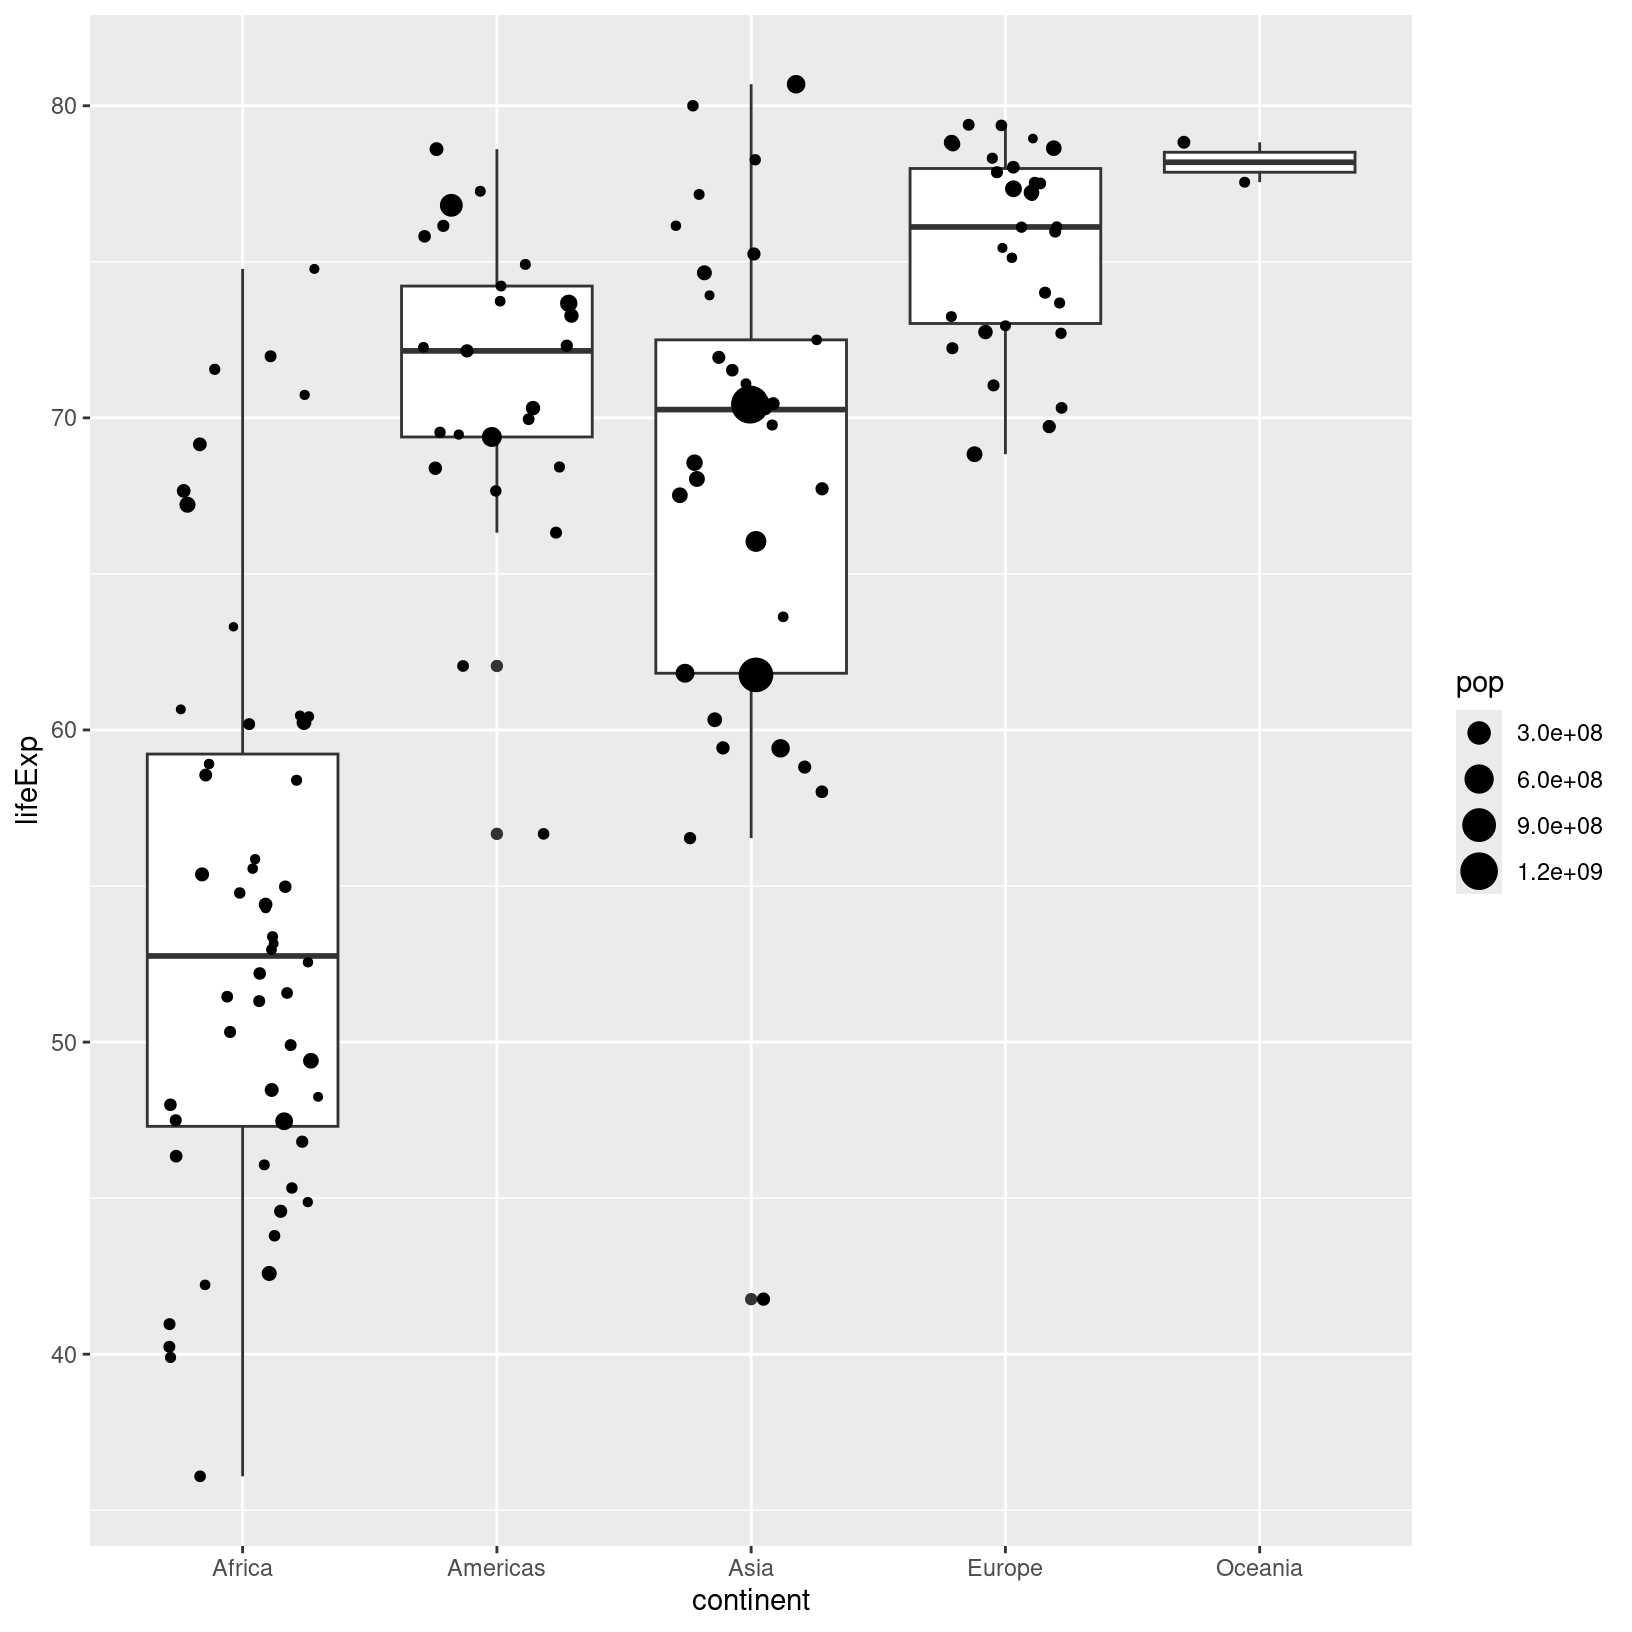 80
70
60
50
40
lifeExp
Africa
Americas
Asia
Europe
Oceania
continent
pop
3.0e+08
6.0e+08
9.0e+08
1.2e+09